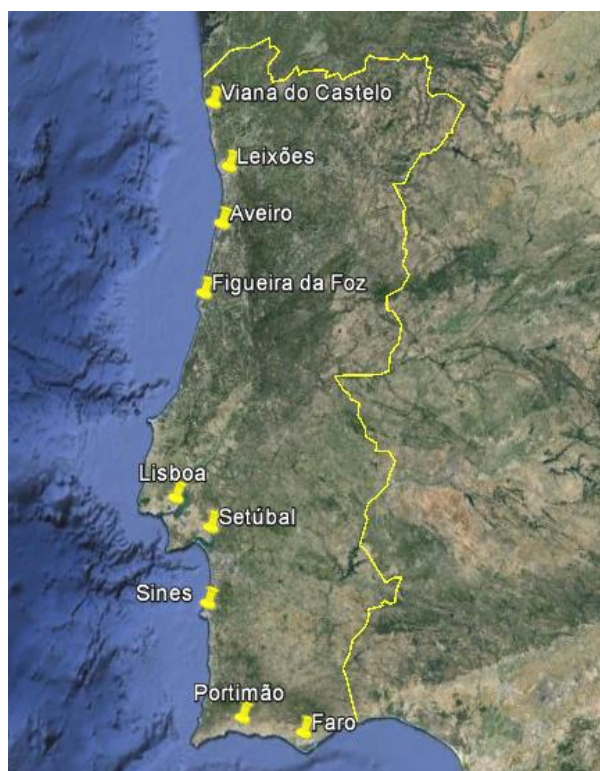 Viana do Castelo
Leixões
Aveiro
Figueira da Foz
Lisboa
Setúbal
Sines
Portimão
Faro